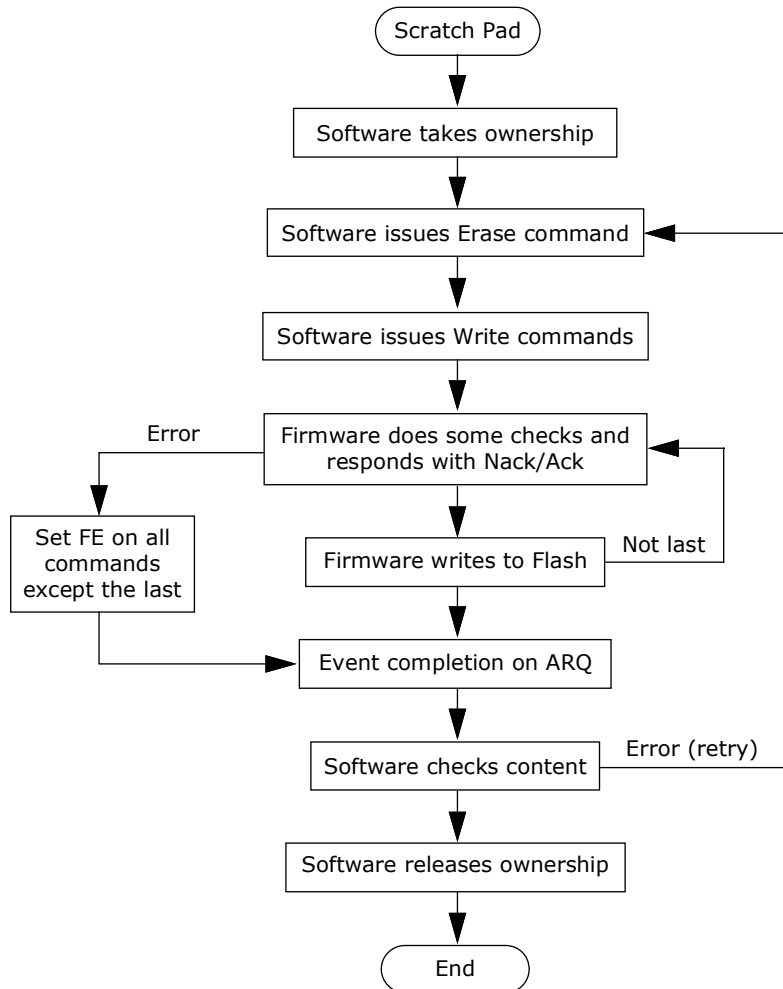 Scratch Pad
Software takes ownership
Software issues Erase command
Software issues Write commands
Error
Firmware does some checks and
responds with Nack/Ack
Set FE on all
commands
except the last
Firmware writes to Flash
Not last
Event completion on ARQ
Software checks content
Error (retry)
Software releases ownership
End